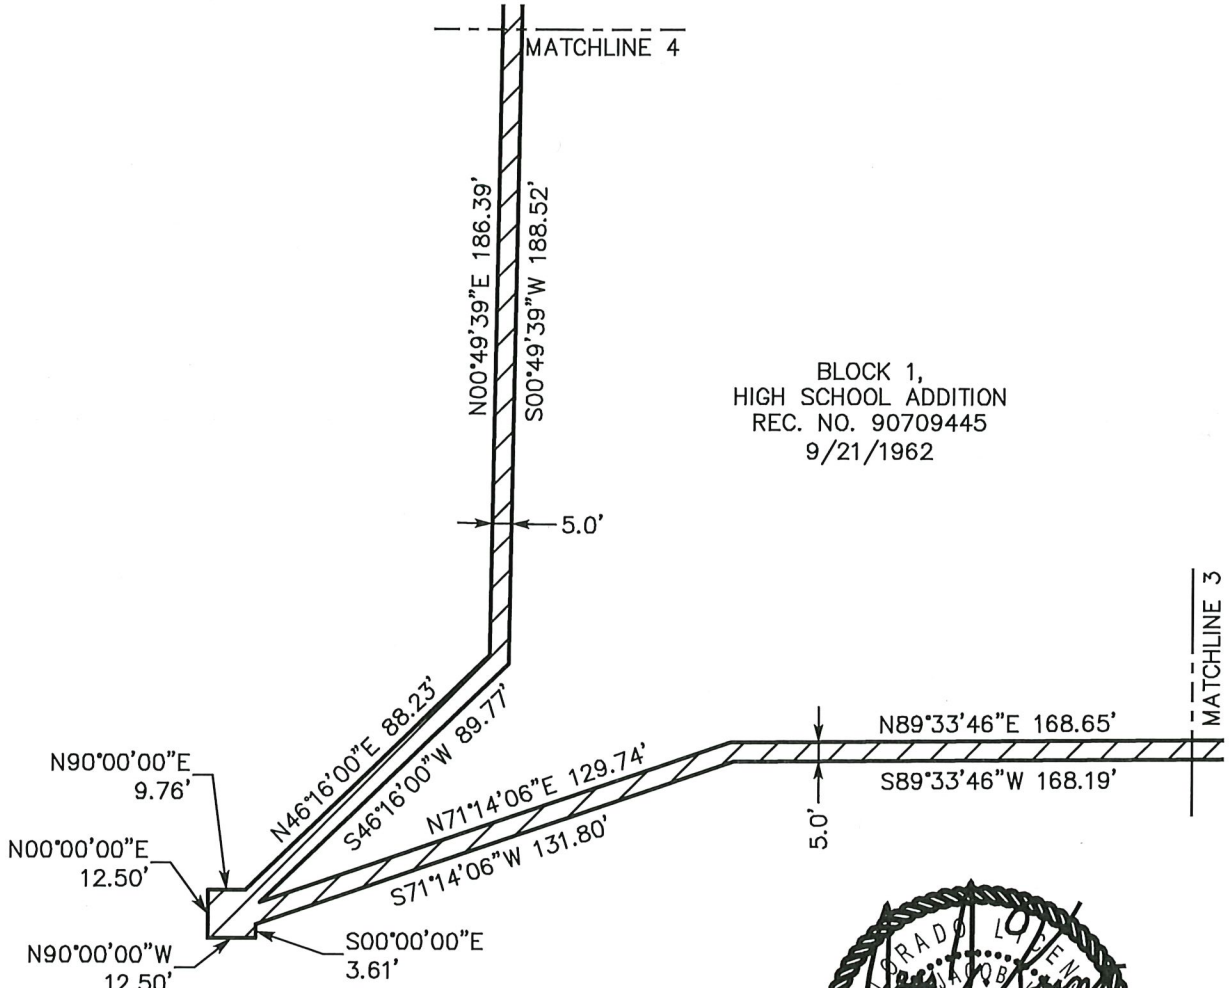 MATCHLINE 4
N00°49'39"E 186.39'
S00°49'39"W 188.52'
BLOCK 1,
HIGH SCHOOL ADDITION
REC. NO. 90709445
9/21/1962
5.0'
MATCHLINE 3
N46°16'00"E 88.23'
S46°16'00"W 89.77'
N89°33'46"E 168.65'
S89°33'46"W 168.19'
5.0'
N71°14'06"E 129.74'
S71°14'06"W 131.80'
N90°00'00"E
9.76'
N00°00'00"E
12.50'
N90°00'00"W
12.50'
S00°00'00"E
3.61'
ORADO LICEN
JACOB